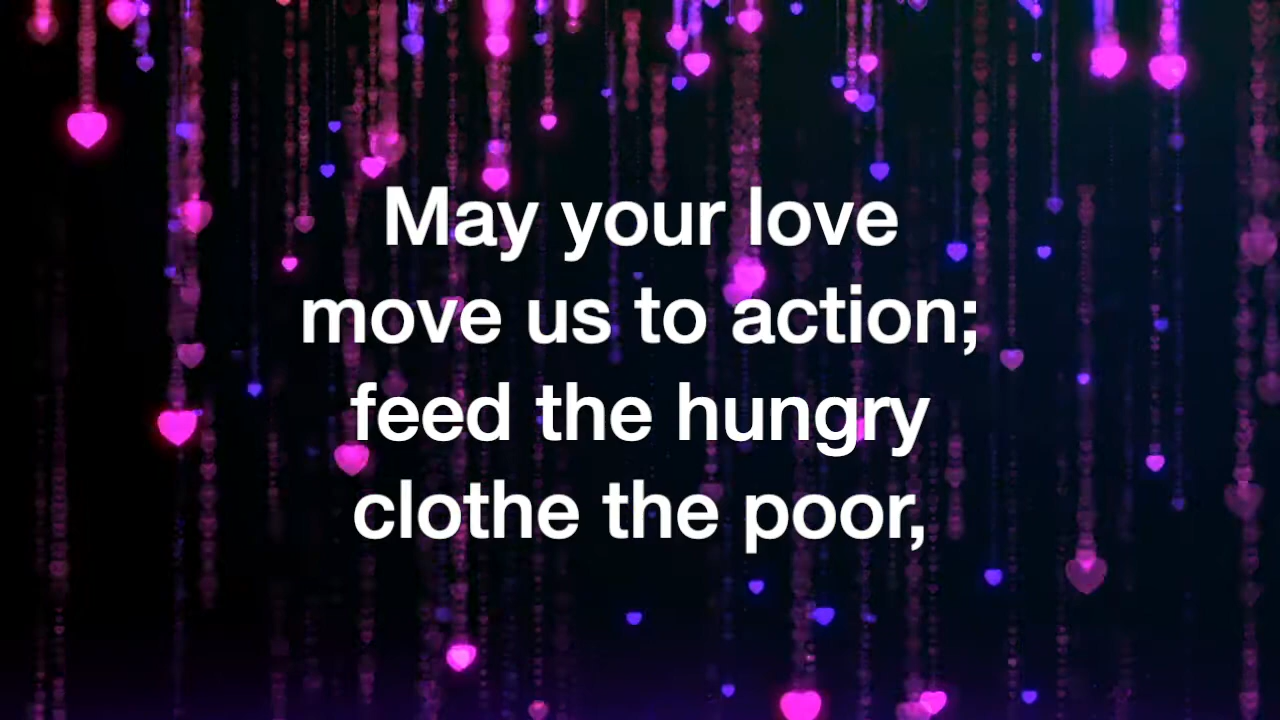 May your love
move us to action;
feed the hungry
clothe the poor,